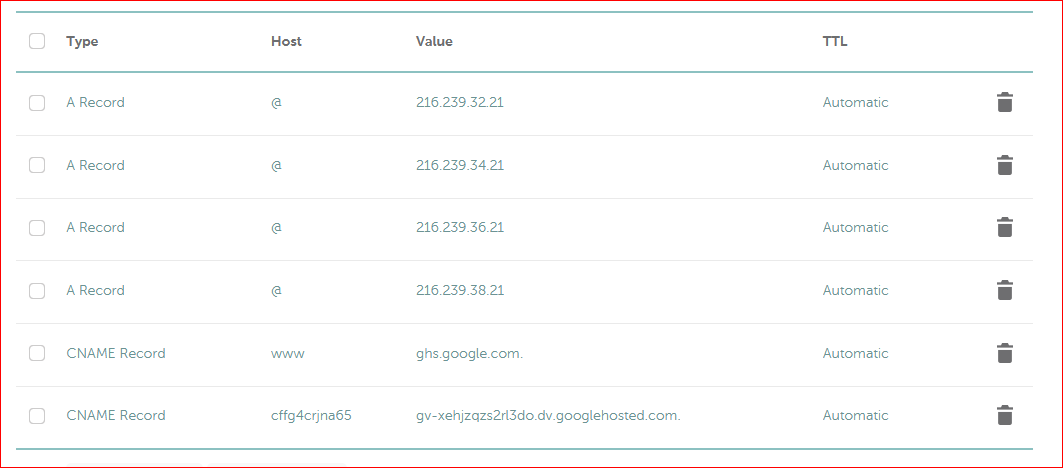 Type Host Value TTL
A Record @ 216.239.32.21 Automatic
A Record @ 216.239.34.21 Automatic
A Record @ 216.239.36.21 Automatic
A Record @ 216.239.38.21 Automatic
CNAME Record www ghs.google.com. Automatic
CNAME Record cffg4crjna65 gv-xehjzqzs2rl3do.dv.googlehosted.com. Automatic